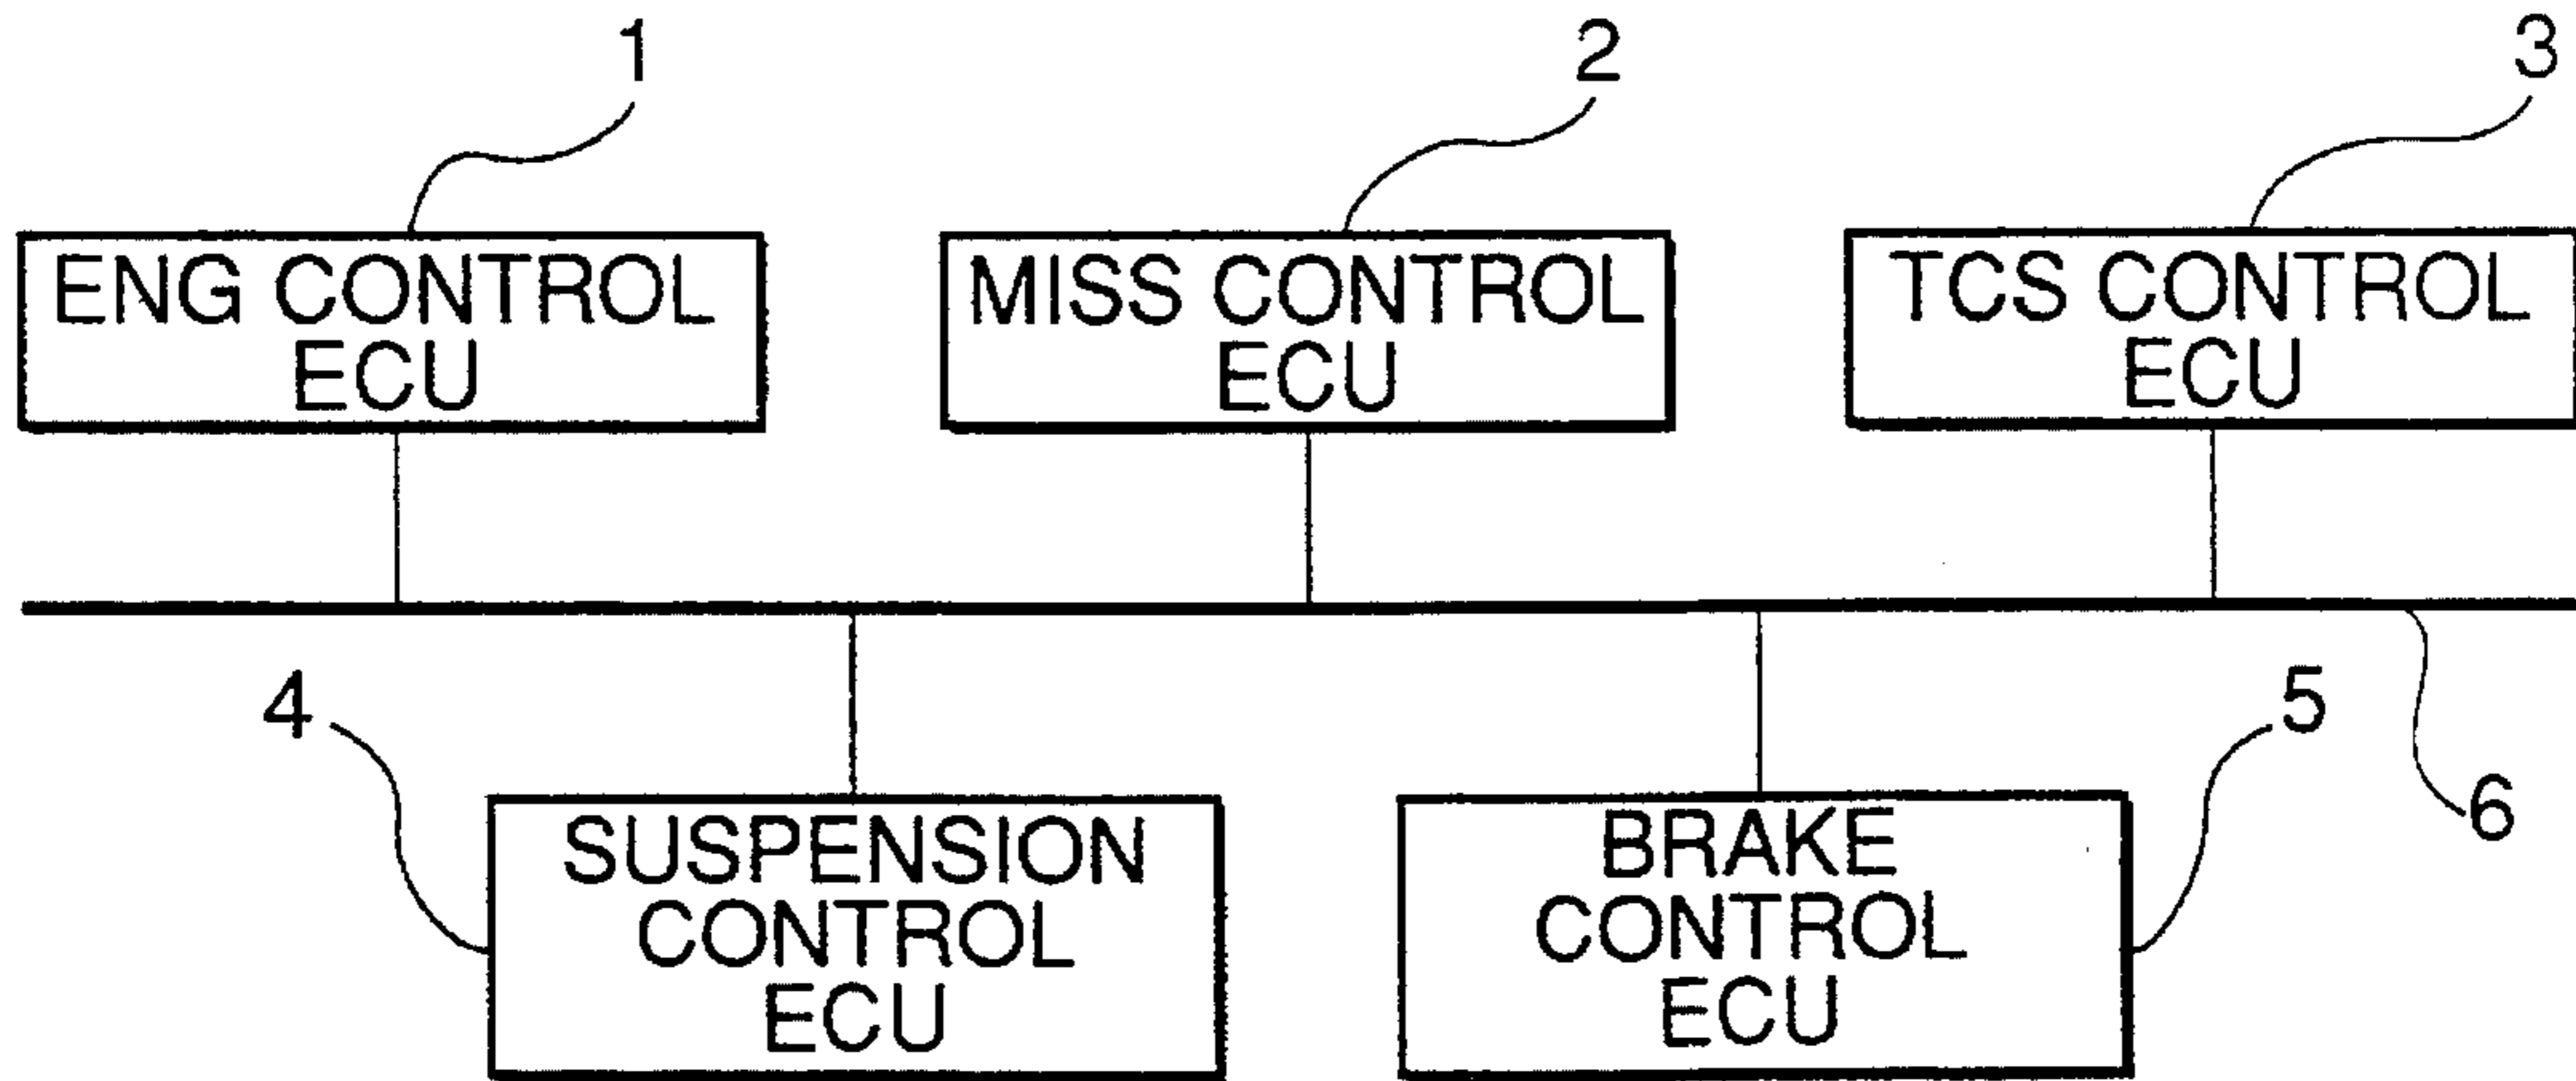 1
2
3
ENG CONTROL
ECU
MISS CONTROL
ECU
TCS CONTROL
ECU
4
5
6
SUSPENSION
CONTROL
ECU
BRAKE
CONTROL
ECU